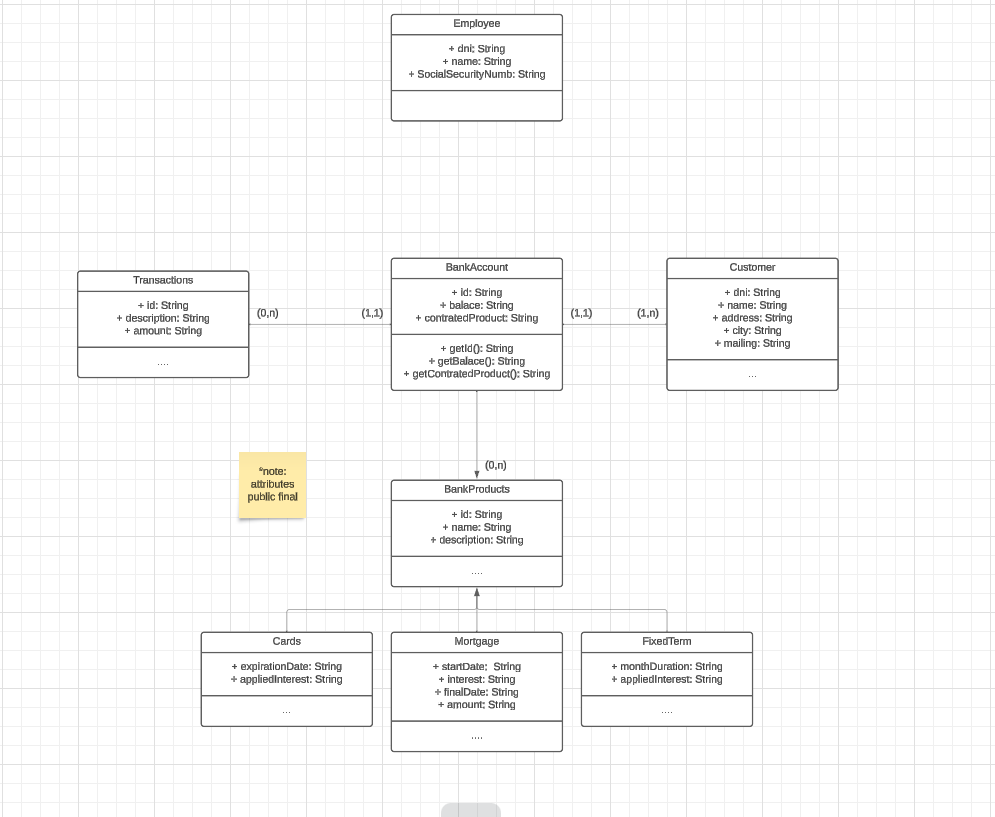 Employee
+ dni: String
+ name: String
+ SocialSecurityNumb: String
Transactions
+ id: String
+ description: String
+ amount: String
....
(0,n)
(1,1)
BankAccount
+ id: String
+ balace: String
+ contratedProduct: String
+ getId(): String
+ getBalace(): String
+ getContratedProduct(): String
(1,1)
(1,n)
Customer
+ dni: String
+ name: String
+ address: String
+ city: String
+ mailing: String
...
(0,n)
*note:
attributes
public final
BankProducts
+ id: String
+ name: String
+ description: String
....
Cards
+ expirationDate: String
+ appliedInterest: String
...
Mortgage
+ startDate:  String
+ interest: String
+ finalDate: String
+ amount: String
....
FixedTerm
+ monthDuration: String
+ appliedInterest: String
....